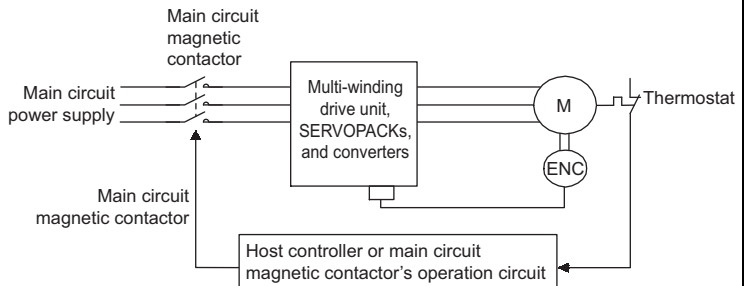 Main circuit
magnetic
contactor
Main circuit
power supply
Multi-winding
drive unit,
SERVOPACKs,
and converters
M
Thermostat
ENC
Main circuit
magnetic contactor
Host controller or main circuit
magnetic contactor’s operation circuit